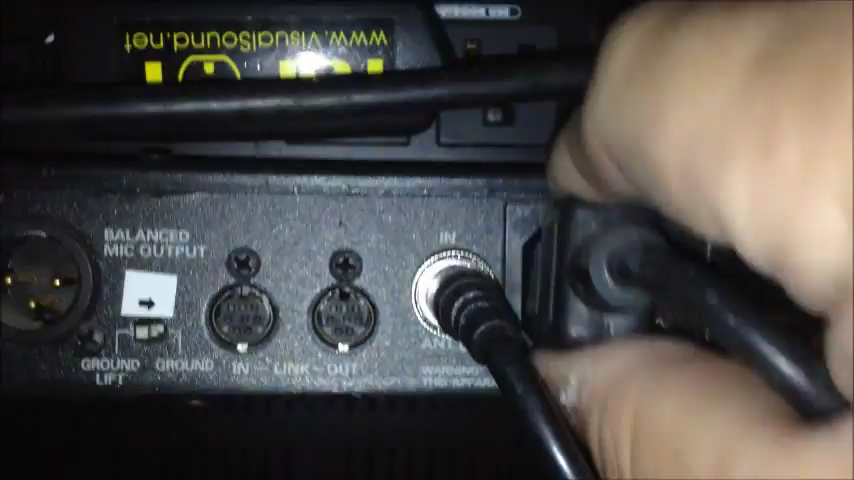 www.VisualSound.net
BALANCED
MIC OUTPUT
IN
GROUND
LIFT
GROUND
IN - LINK - OUT
WARNING